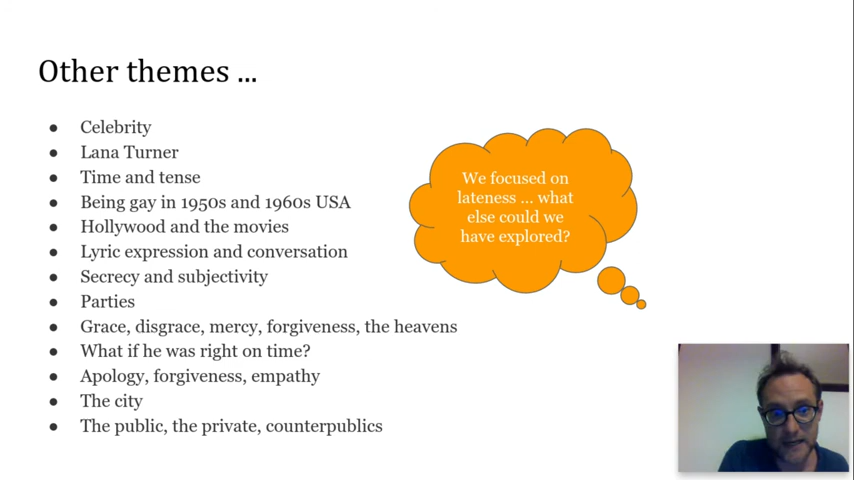 Other themes ...
● Celebrity
● Lana Turner
● Time and tense
● Being gay in 1950s and 1960s USA
● Hollywood and the movies
● Lyric expression and conversation
● Secrecy and subjectivity
● Parties
● Grace, disgrace, mercy, forgiveness, the heavens
● What if he was right on time?
● Apology, forgiveness, empathy
● The city
● The public, the private, counterpublics
We focused on
lateness ... what
else could we
have explored?